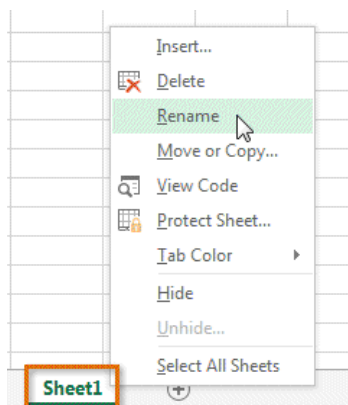 Insert...
Delete
Rename
Move or Copy...
View Code
Protect Sheet...
Tab Color
Hide
Unhide...
Select All Sheets
Sheet1